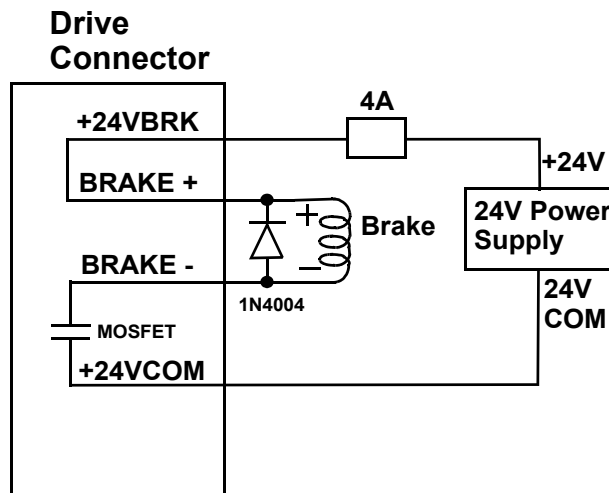 Drive
Connector
4A
+24VBRK
+24V
BRAKE +
+
Brake
24V Power
Supply
BRAKE -
–
1N4004
24V
COM
MOSFET
+24VCOM